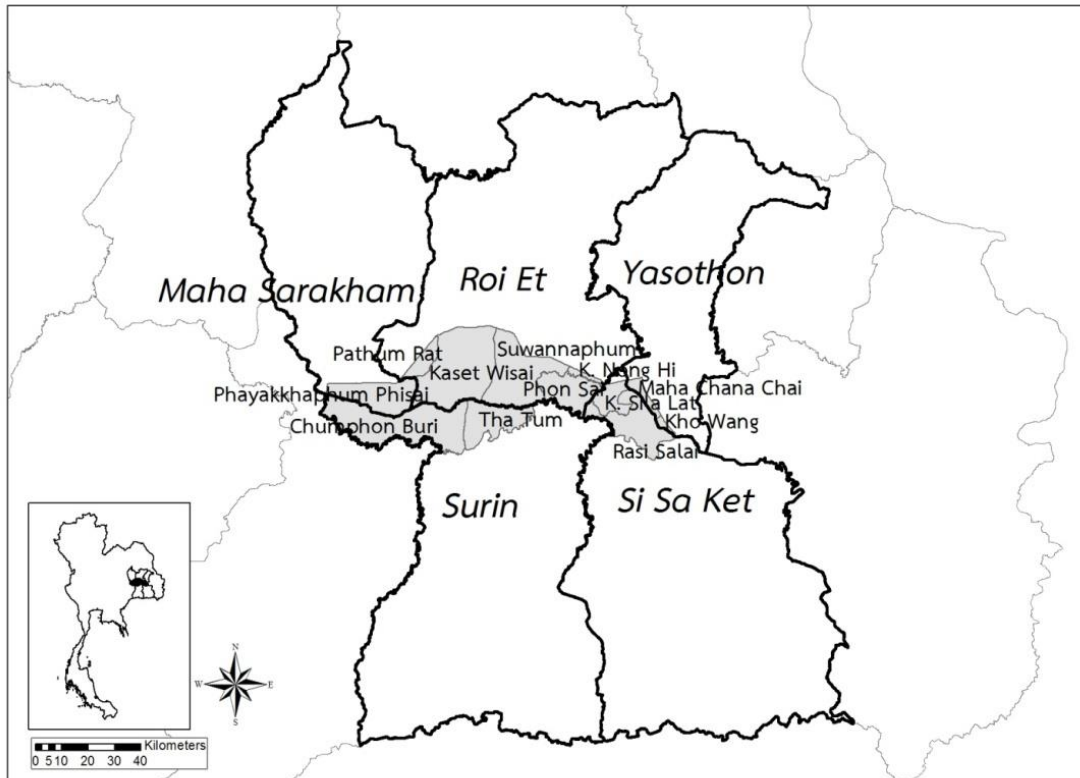 Maha Sarakham
Roi Et
Yasothon
Pathum Rat
Suwannaphum
Kaset Wisai
K. Nang Hi
Phayakkhaphum Phisai
Phon Sai
Maha Chana Chai
K. Sila Lat
Chumphon Buri
Tha Tum
Kho Wang
Rasi Salai
Surin
Si Sa Ket
N
W
E
S
Kilometers
0 5 10 20 30 40